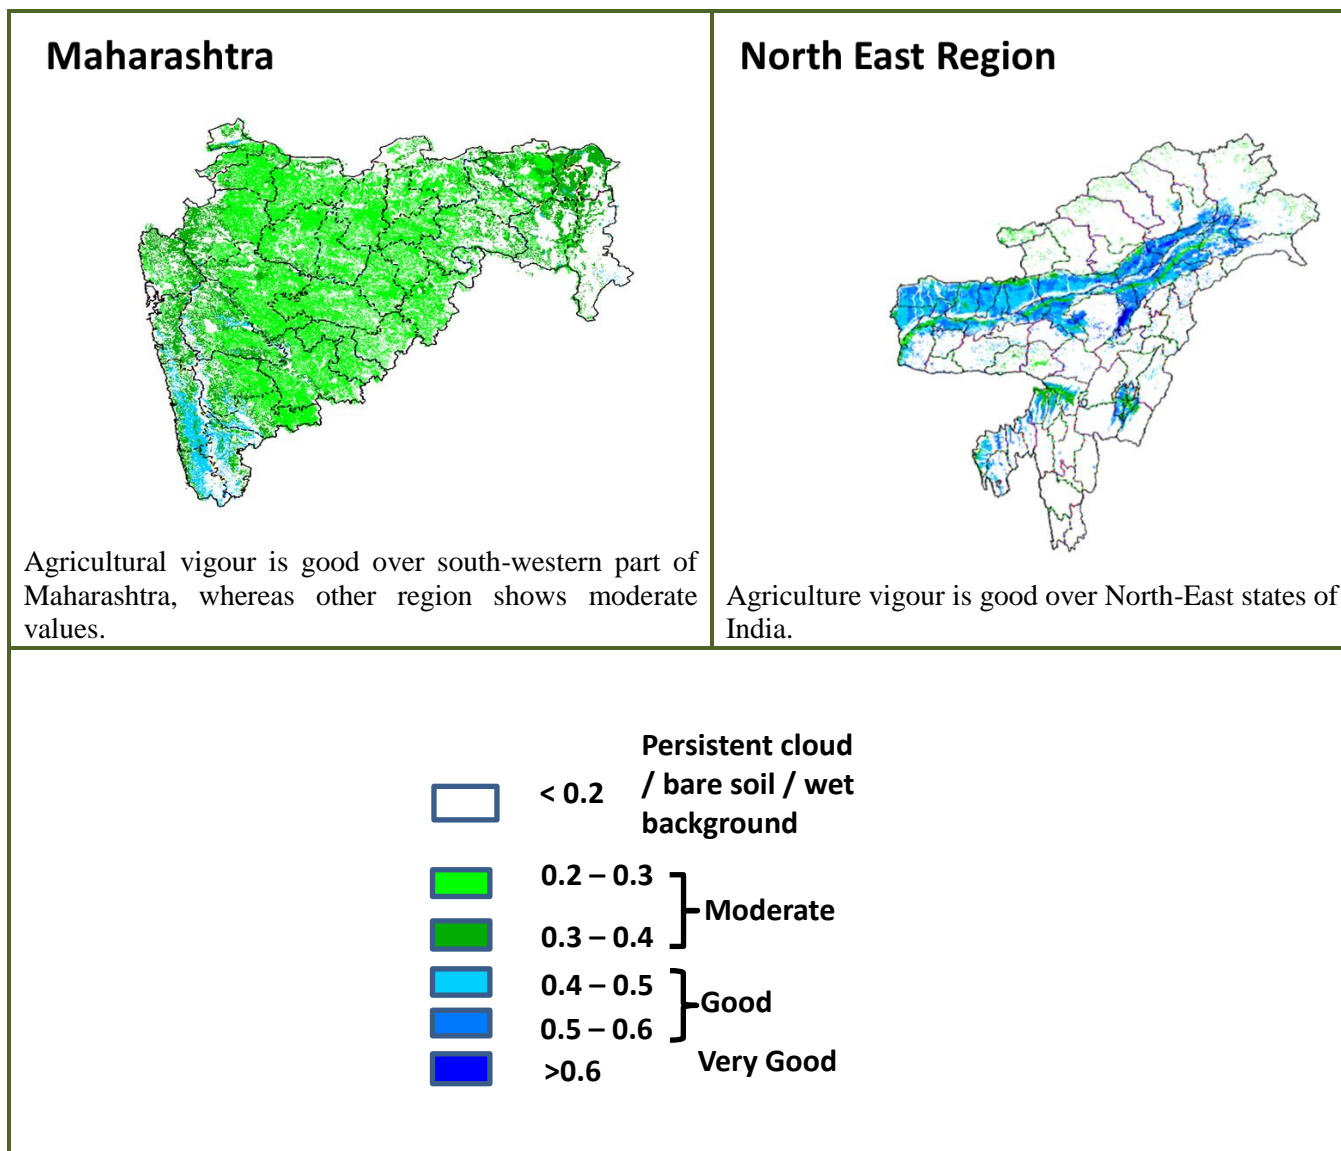 Maharashtra
Agricultural vigour is good over south-western part of
Maharashtra, whereas other region shows moderate
values.
North East Region
Agriculture vigour is good over North-East states of
India.
< 0.2 Persistent cloud
/ bare soil / wet
background
0.2 – 0.3
Moderate
0.3 – 0.4
0.4 – 0.5
Good
0.5 – 0.6
>0.6 Very Good